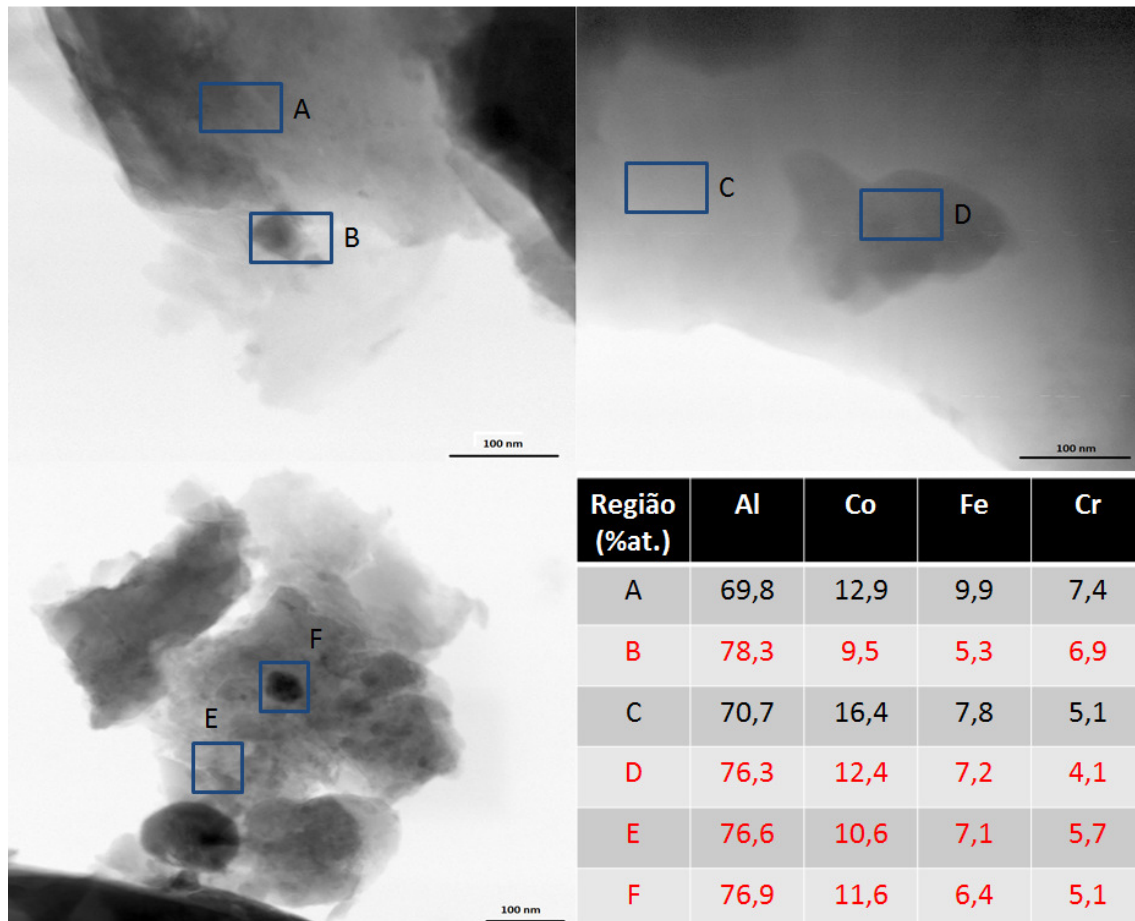 A
B
100 nm
C
D
100 nm
F
E
100 nm
Região (%at.) Al Co Fe Cr
A 69,8 12,9 9,9 7,4
B 78,3 9,5 5,3 6,9
C 70,7 16,4 7,8 5,1
D 76,3 12,4 7,2 4,1
E 76,6 10,6 7,1 5,7
F 76,9 11,6 6,4 5,1